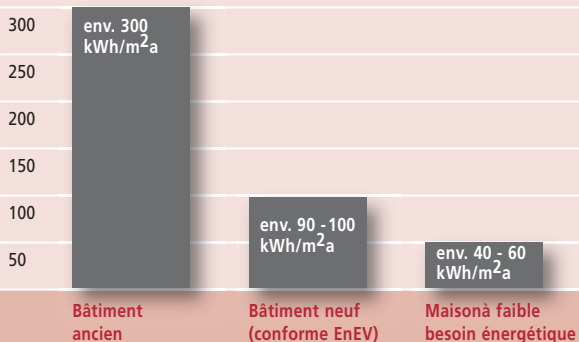 300
250
200
150
100
50
env. 300
kWh/m²a
env. 90 - 100
kWh/m²a
env. 40 - 60
kWh/m²a
Bâtiment
ancien
Bâtiment neuf
(conforme EnEV)
Maisonà faible
besoin énergétique